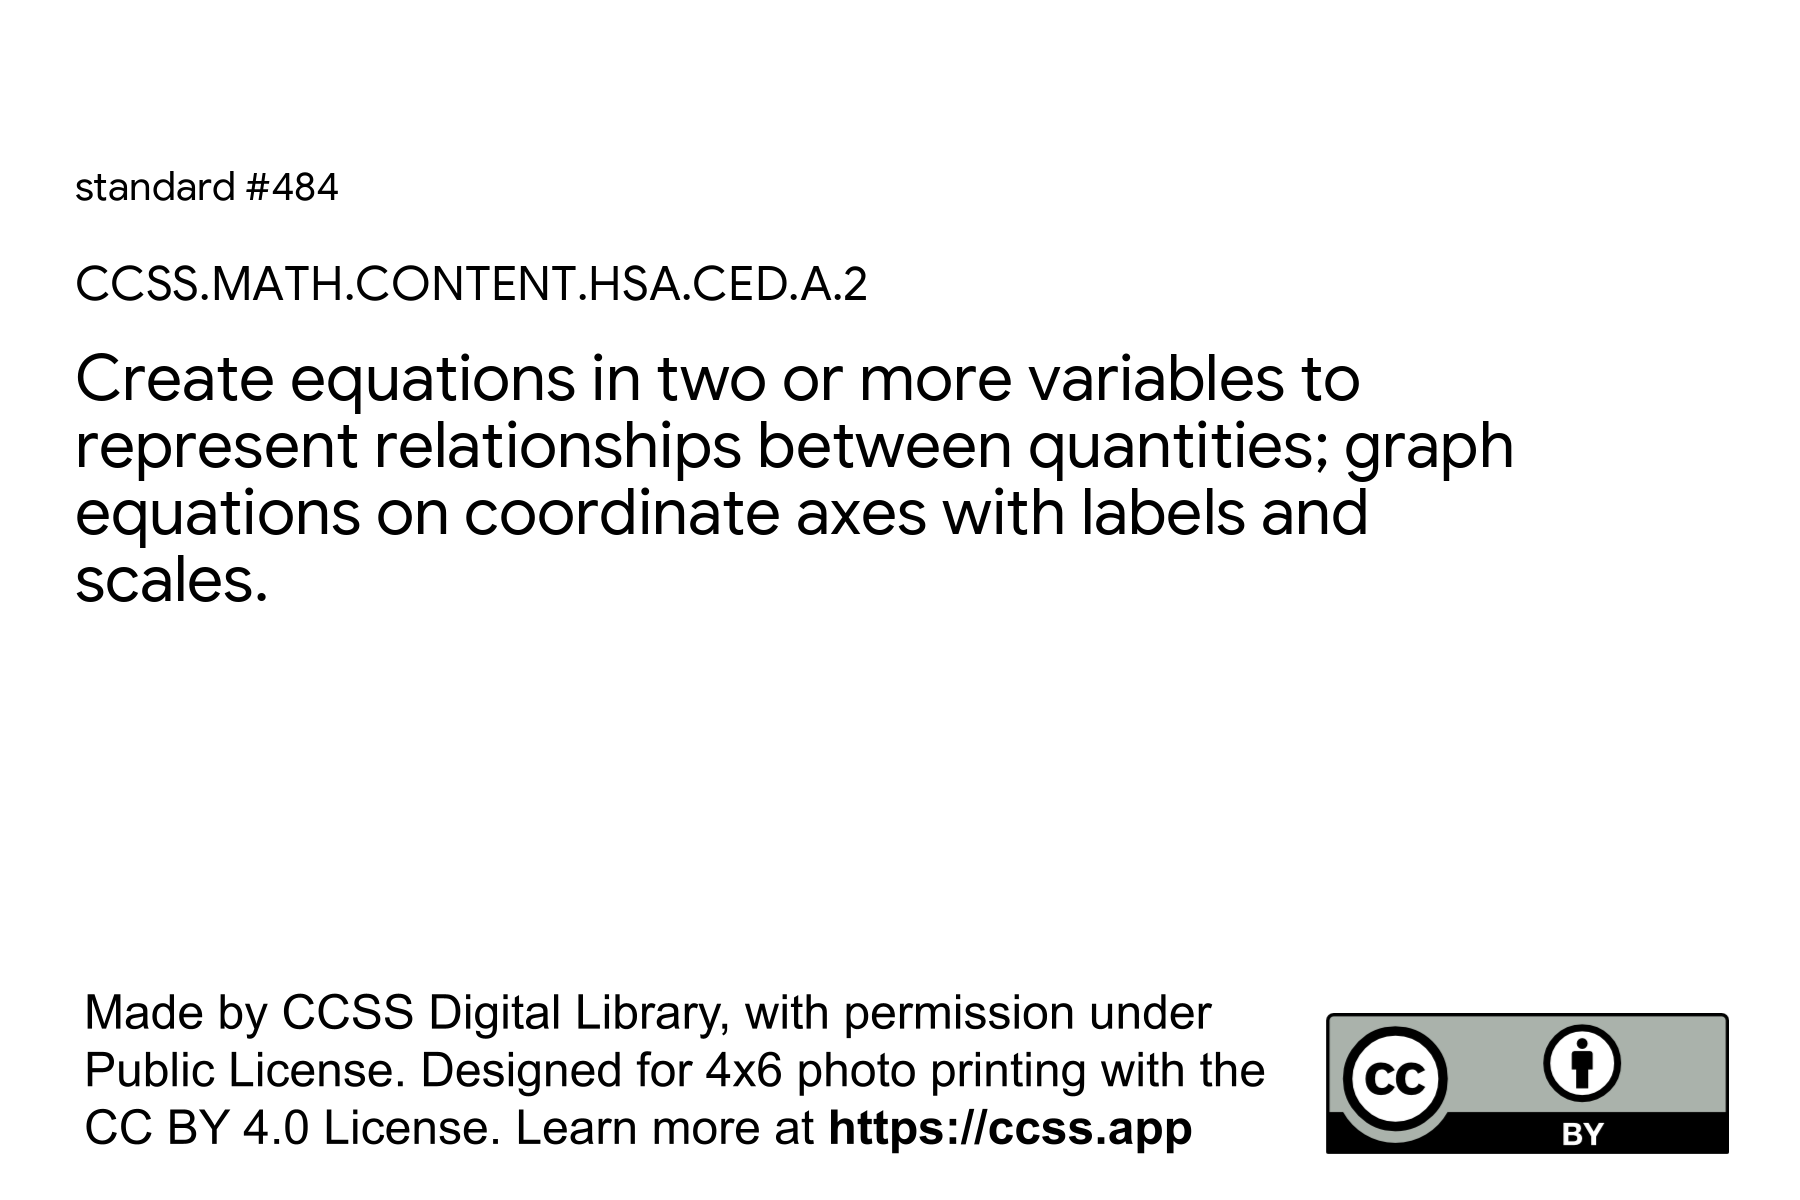 standard #484
CCSS.MATH.CONTENT.HSA.CED.A.2
Create equations in two or more variables to
represent relationships between quantities; graph
equations on coordinate axes with labels and
scales.
Made by CCSS Digital Library, with permission under
Public License. Designed for 4x6 photo printing with the
CC BY 4.0 License. Learn more at https://ccss.app
CC
BY